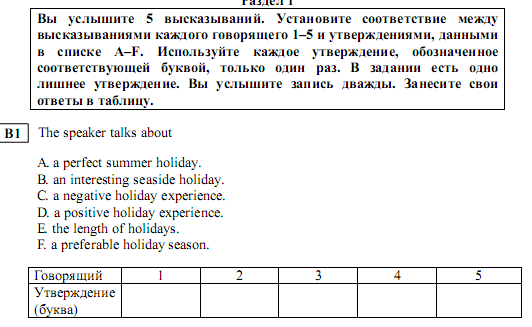 Раздел 1
Вы услышите 5 высказываний. Установите соответствие между
высказываниями каждого говорящего 1–5 и утверждениями, данными
в списке A–F. Используйте каждое утверждение, обозначенное
соответствующей буквой, только один раз. В задании есть одно
лишнее утверждение. Вы услышите запись дважды. Занесите свои
ответы в таблицу.
B1 The speaker talks about
A. a perfect summer holiday.
B. an interesting seaside holiday.
C. a negative holiday experience.
D. a positive holiday experience.
E. the length of holidays.
F. a preferable holiday season.
Говорящий 1 2 3 4 5
Утверждение
(буква)